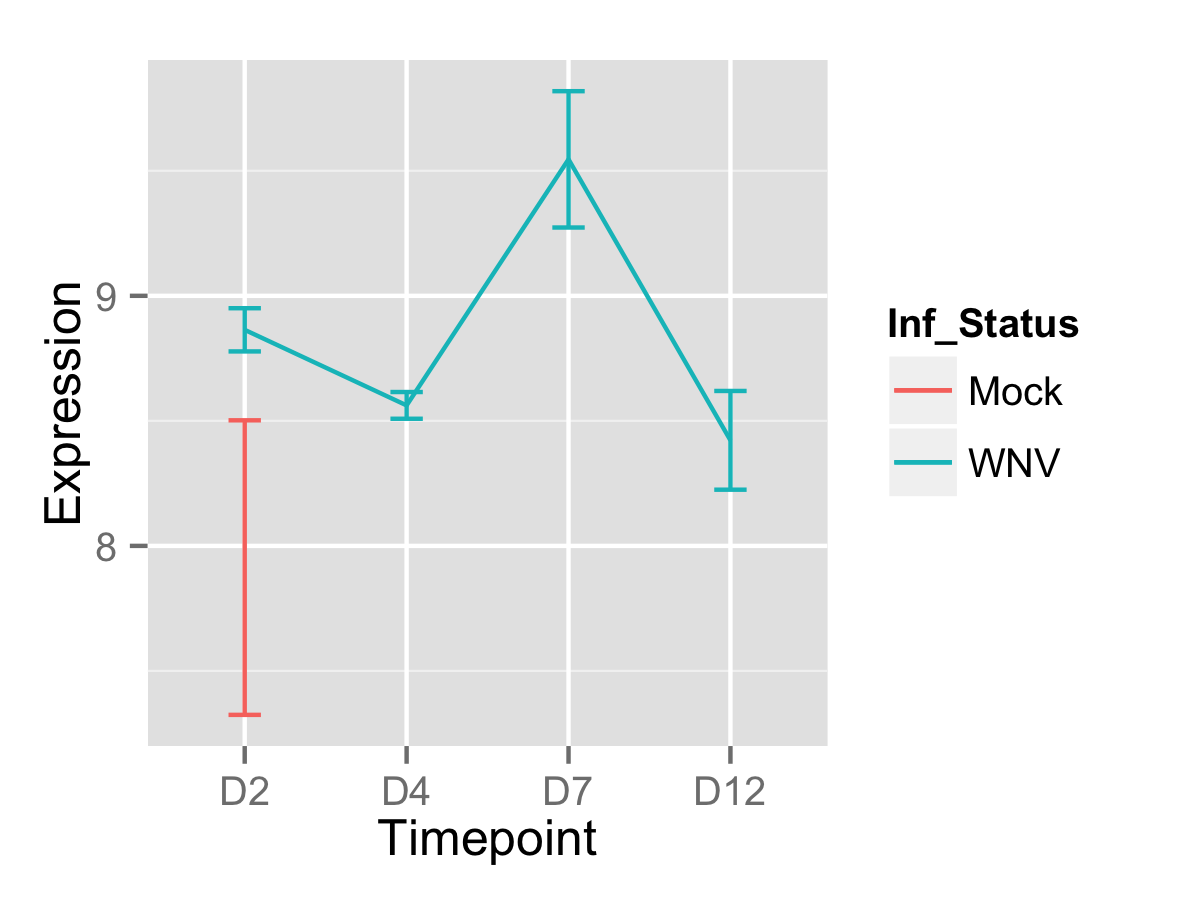 Expression
9
8
D2 D4 D7 D12
Timepoint
Inf_Status
Mock
WNV